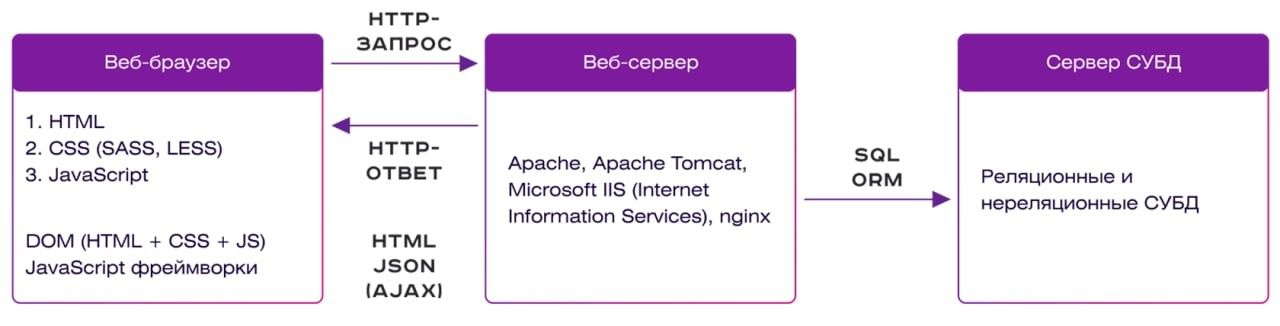 Веб-браузер
1. HTML
2. CSS (SASS, LESS)
3. JavaScript
DOM (HTML + CSS + JS)
JavaScript фреймворки
HTTP-
ЗАПРОС
HTTP-
ОТВЕТ
HTML
JSON
(AJAX)
Веб-сервер
Apache, Apache Tomcat,
Microsoft IIS (Internet
Information Services), nginx
SQL
ORM
Сервер СУБД
Реляционные и
нереляционные СУБД